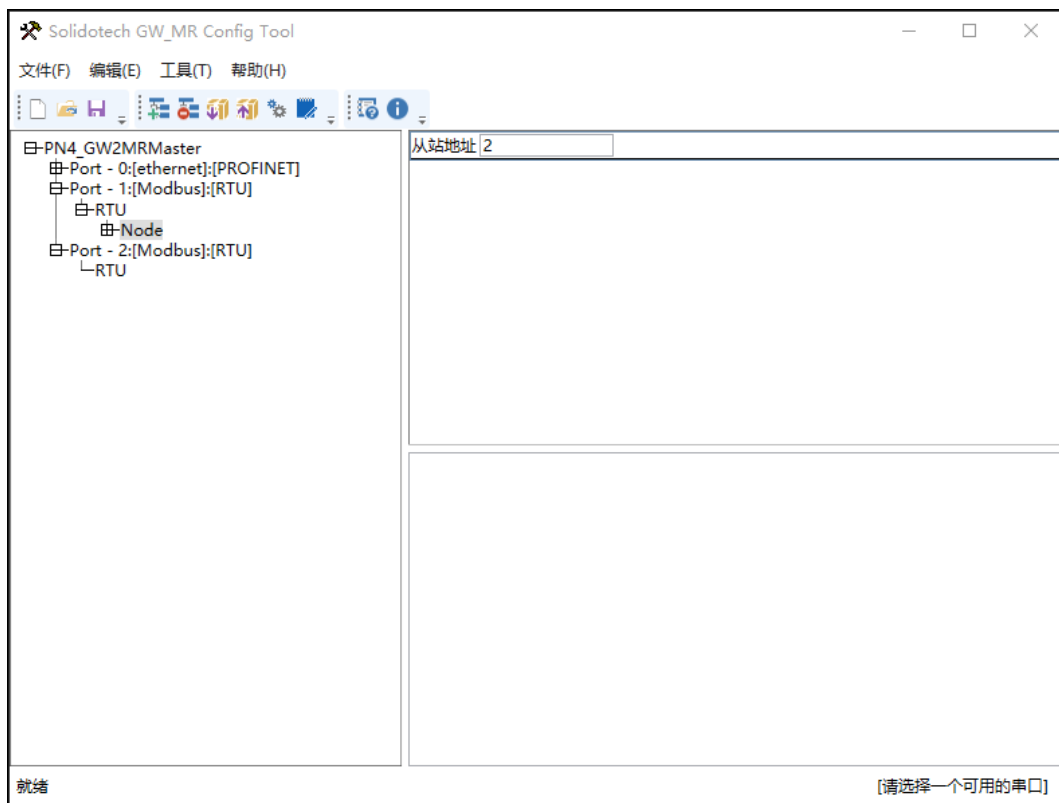 Solidotech GW_MR Config Tool
文件(F) 编辑(E) 工具(T) 帮助(H)
PN4_GW2MRMaster
Port - 0:[ethernet]:[PROFINET]
Port - 1:[Modbus]:[RTU]
RTU
Node
Port - 2:[Modbus]:[RTU]
RTU
从站地址 2
就绪
[请选择一个可用的串口]